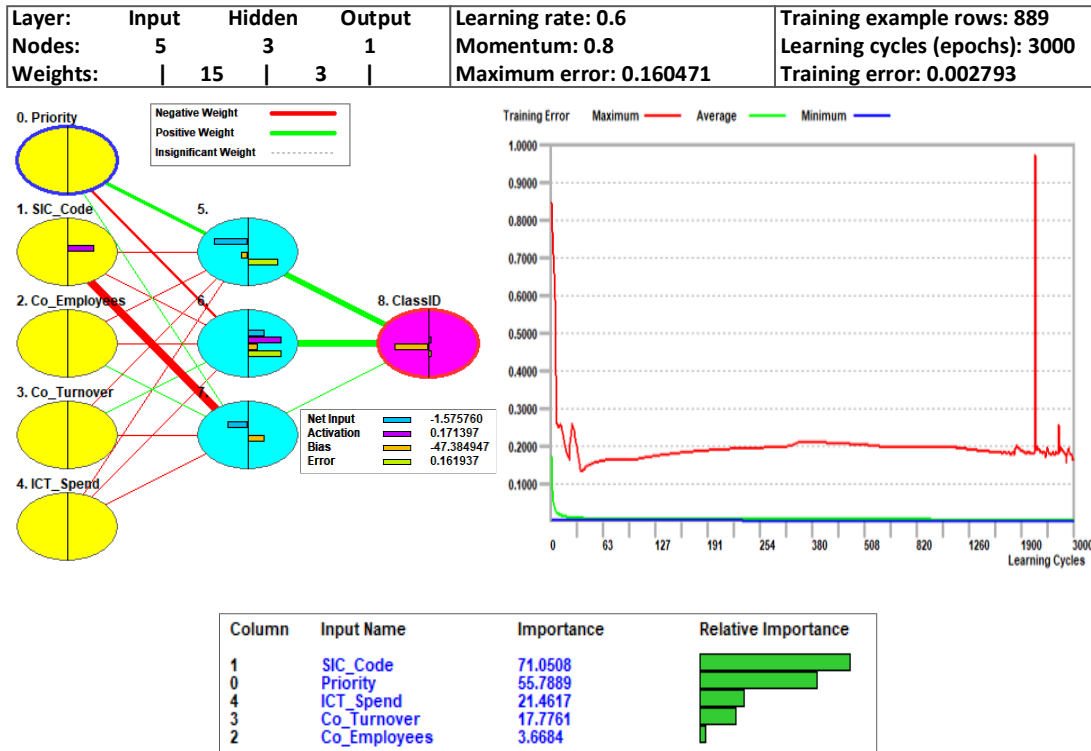 Layer: Input Hidden Output Learning rate: 0.6 Training example rows: 889
Nodes: 5 3 1 Momentum: 0.8 Learning cycles (epochs): 3000
Weights: | 15 | 3 | Maximum error: 0.160471 Training error: 0.002793
0. Priority
Negative Weight
Positive Weight
Insignificant Weight
1. SIC_Code
5.
2. Co_Employees
6.
8. ClassID
3. Co_Turnover
7.
Net Input -1.575760
Activation 0.171397
Bias -47.384947
Error 0.161937
4. ICT_Spend
Training Error Maximum Average Minimum
1.0000
0.9000
0.8000
0.7000
0.6000
0.5000
0.4000
0.3000
0.2000
0.1000
0 63 127 191 254 380 508 820 1260 1900 3000
Learning Cycles
Column Input Name Importance Relative Importance
1 SIC_Code 71.0508
0 Priority 55.7889
4 ICT_Spend 21.4617
3 Co_Turnover 17.7761
2 Co_Employees 3.6684